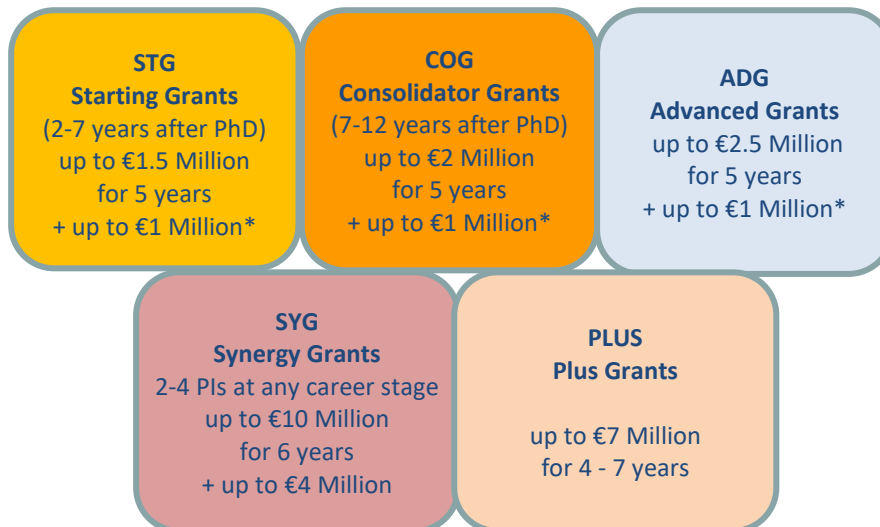 STG
Starting Grants
(2-7 years after PhD)
up to €1.5 Million
for 5 years
+ up to €1 Million*
COG
Consolidator Grants
(7-12 years after PhD)
up to €2 Million
for 5 years
+ up to €1 Million*
ADG
Advanced Grants
up to €2.5 Million
for 5 years
+ up to €1 Million*
SYG
Synergy Grants
2-4 PIs at any career stage
up to €10 Million
for 6 years
+ up to €4 Million
PLUS
Plus Grants
up to €7 Million
for 4 - 7 years